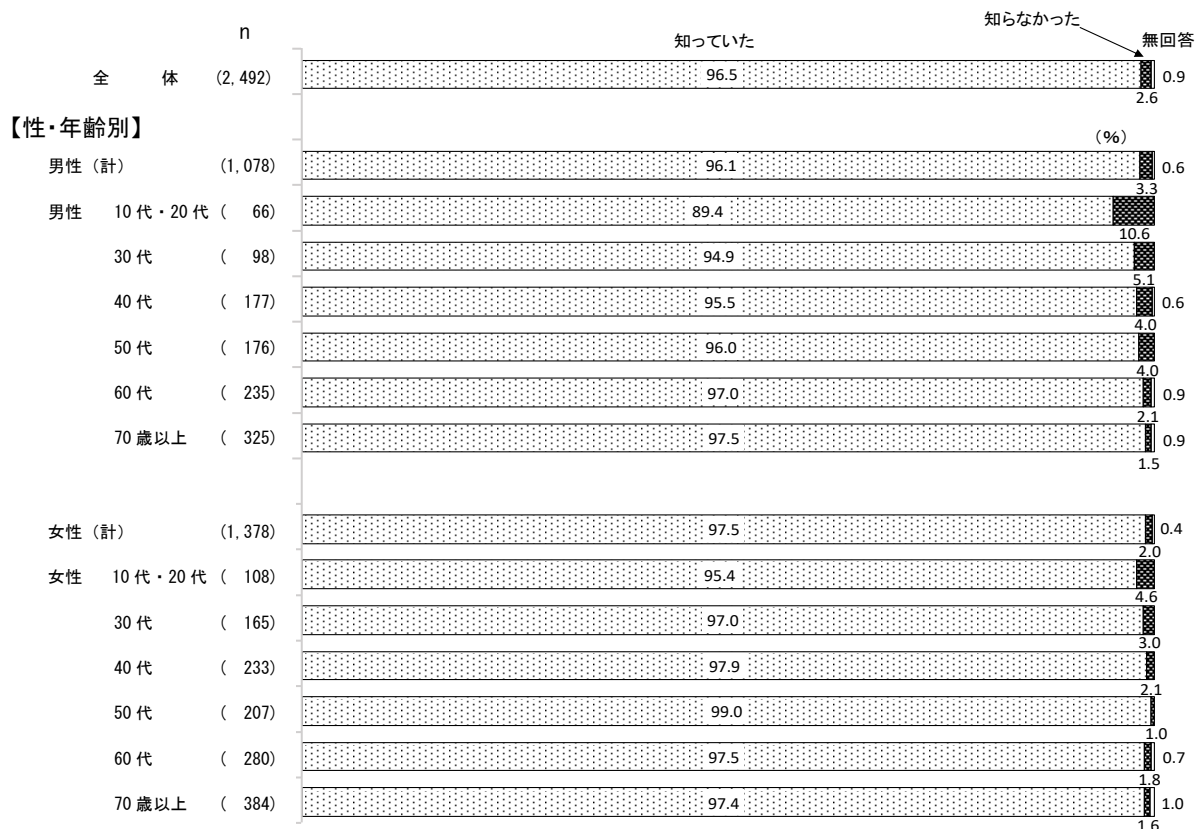 知らなかった
n 知っていた 無回答
全 体 (2,492) 96.5 0.9
2.6
【性・年齢別】
(%)
男性(計) (1,078) 96.1 0.6
3.3
男性 10代・20代 ( 66) 89.4
10.6
30代 ( 98) 94.9
5.1
40代 ( 177) 95.5 0.6
4.0
50代 ( 176) 96.0
4.0
60代 ( 235) 97.0 0.9
2.1
70歳以上 ( 325) 97.5 0.9
1.5
女性(計) (1,378) 97.5 0.4
2.0
女性 10代・20代 ( 108) 95.4
4.6
30代 ( 165) 97.0
3.0
40代 ( 233) 97.9
2.1
50代 ( 207) 99.0
1.0
60代 ( 280) 97.5 0.7
1.8
70歳以上 ( 384) 97.4 1.0
1.6